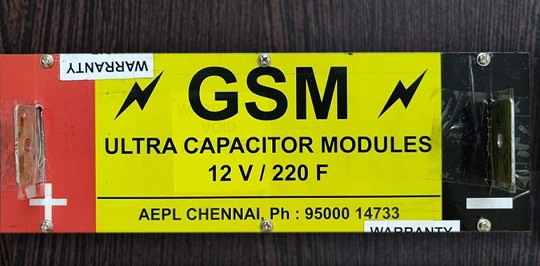 WARRANTY
GSM
ULTRA CAPACITOR MODULES
12 V / 220 F
AEPL CHENNAI, Ph : 95000 14733
WARRANTY
+
−